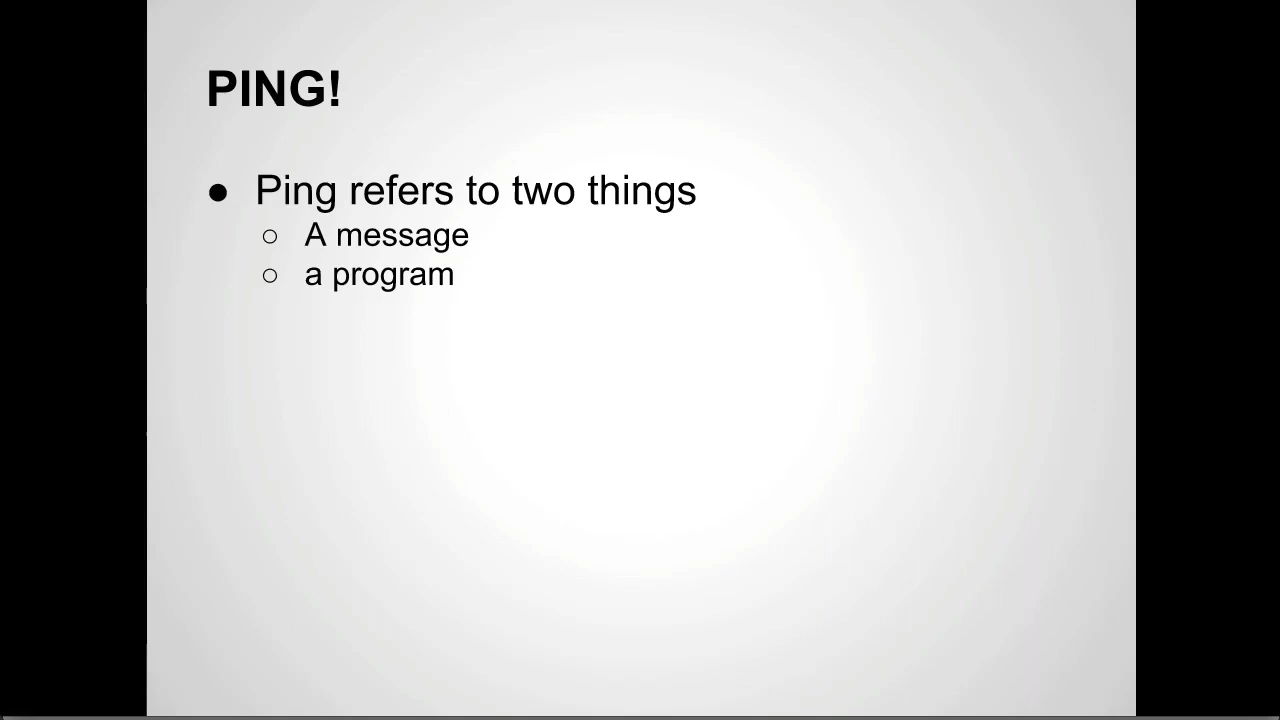 PING!
● Ping refers to two things
○ A message
○ a program